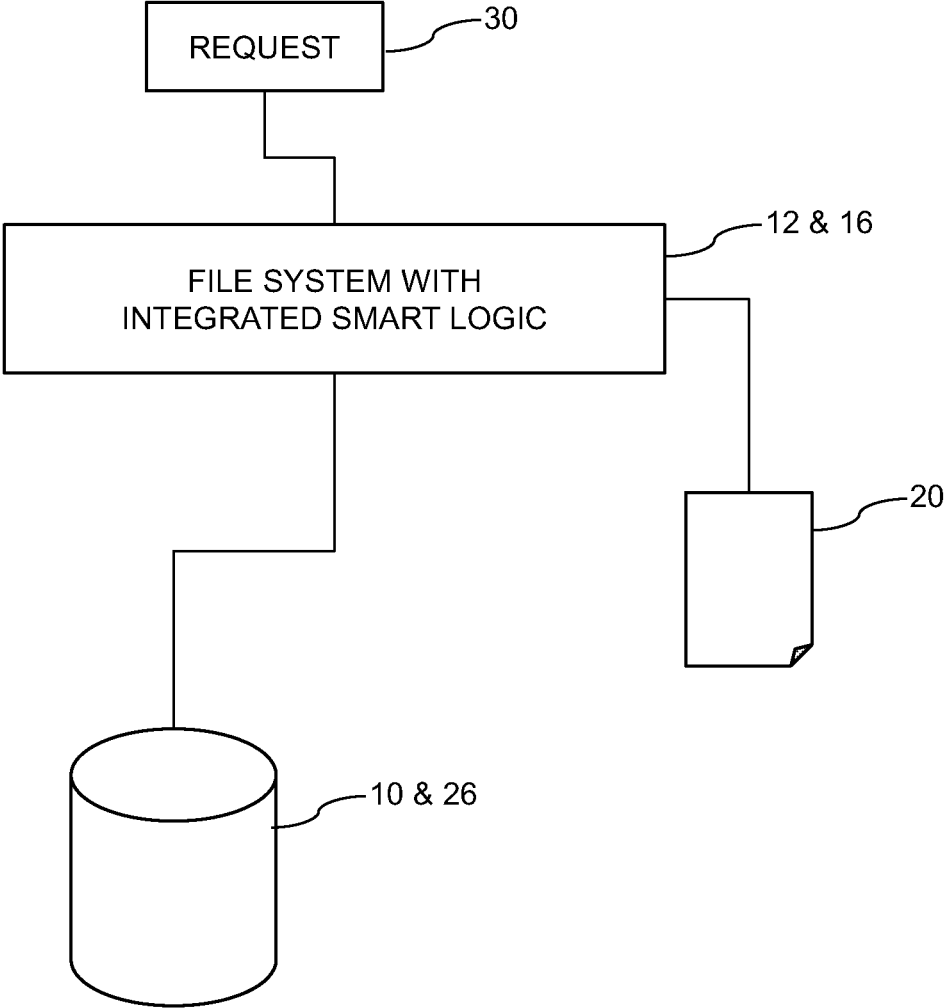 REQUEST
30
12 & 16
FILE SYSTEM WITH
INTEGRATED SMART LOGIC
20
10 & 26